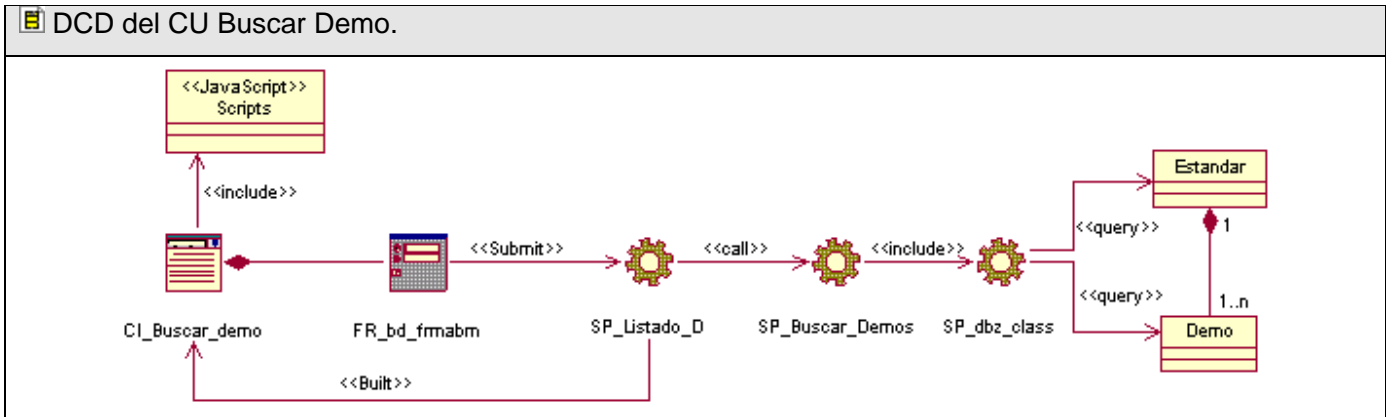 DCD del CU Buscar Demo.
<<JavaScript>>
Scripts
<<include>>
Estandar
1
<<query>>
<<Submit>>
<<call>>
<<include>>
<<query>>
1..n
CI_Buscar_demo
FR_bd_frmabm
SP_Listado_D
SP_Buscar_Demos
SP_dbz_class
Demo
<<Built>>